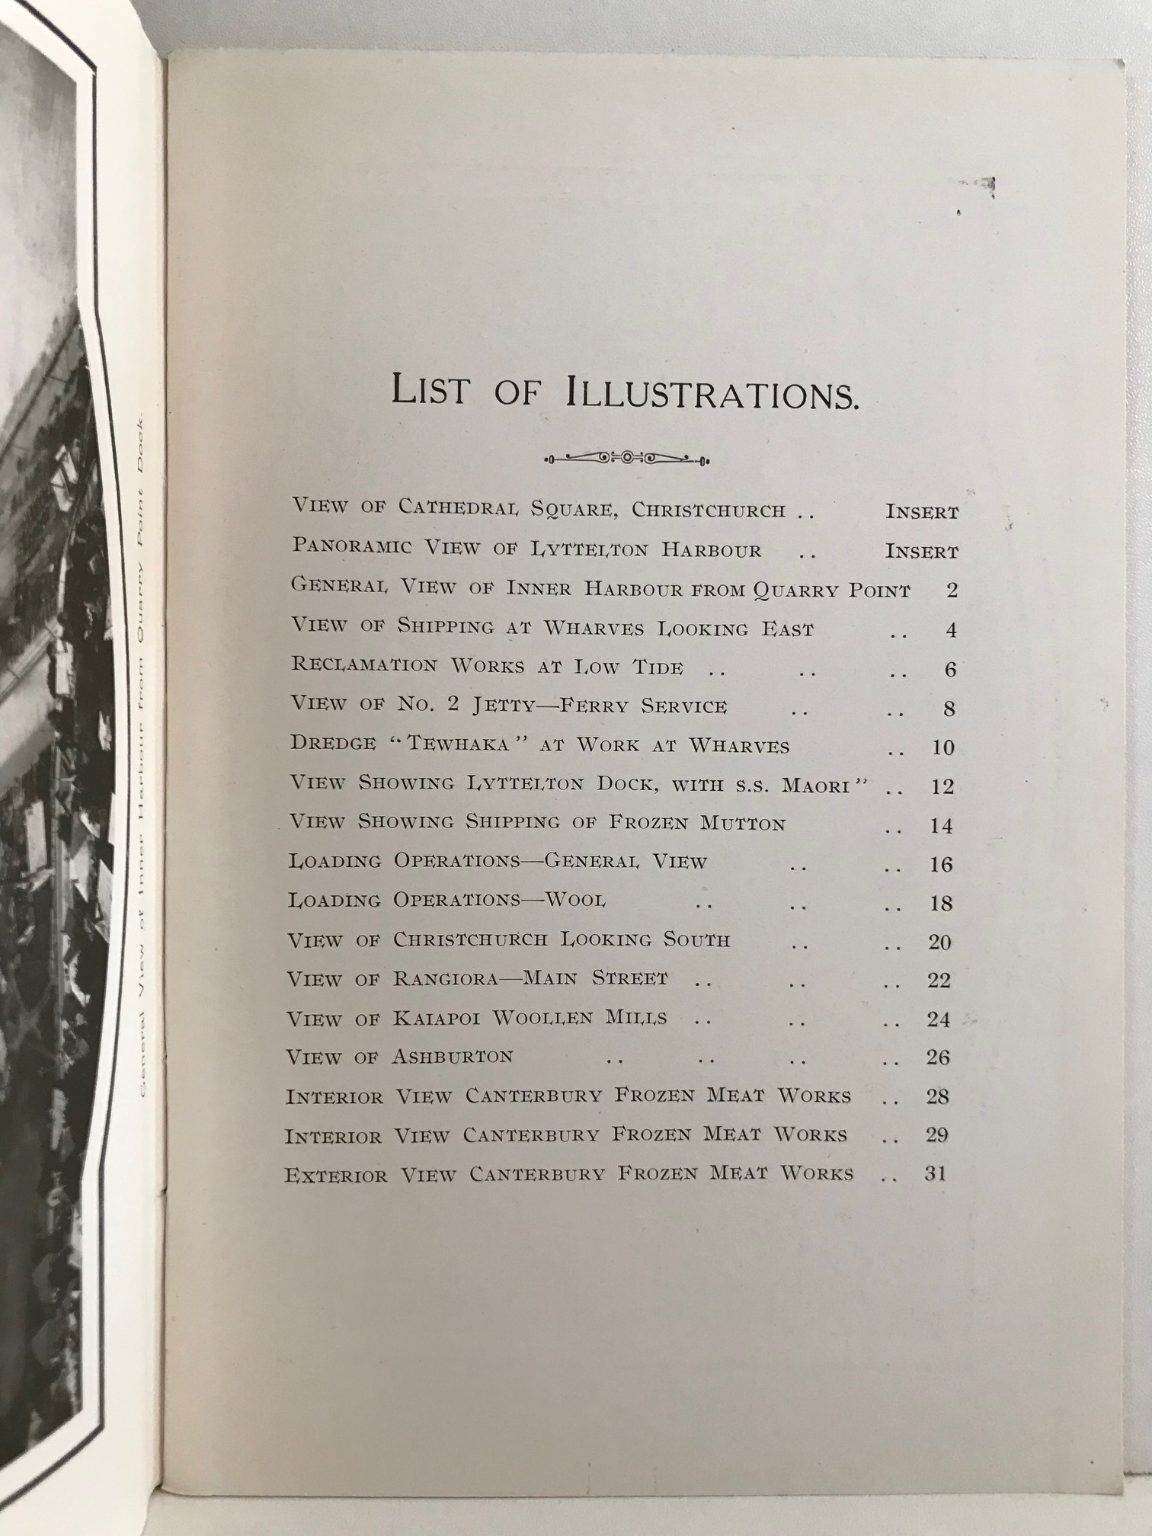 General View of Inner Harbour from Quarry Point Dock.
LIST OF ILLUSTRATIONS.
VIEW OF CATHEDRAL SQUARE, CHRISTCHURCH .. INSERT
PANORAMIC VIEW OF LYTTELTON HARBOUR .. INSERT
GENERAL VIEW OF INNER HARBOUR FROM QUARRY POINT 2
VIEW OF SHIPPING AT WHARVES LOOKING EAST .. 4
RECLAMATION WORKS AT LOW TIDE .. .. .. 6
VIEW OF NO. 2 JETTY—FERRY SERVICE .. .. 8
DREDGE "TEWHAKA" AT WORK AT WHARVES .. 10
VIEW SHOWING LYTTELTON DOCK, WITH S.S. MAORI" .. 12
VIEW SHOWING SHIPPING OF FROZEN MUTTON .. 14
LOADING OPERATIONS—GENERAL VIEW .. .. 16
LOADING OPERATIONS—WOOL .. .. .. 18
VIEW OF CHRISTCHURCH LOOKING SOUTH .. .. 20
VIEW OF RANGIORA—MAIN STREET .. .. .. 22
VIEW OF KAIAPOI WOOLLEN MILLS .. .. .. 24
VIEW OF ASHBURTON .. .. .. .. 26
INTERIOR VIEW CANTERBURY FROZEN MEAT WORKS .. 28
INTERIOR VIEW CANTERBURY FROZEN MEAT WORKS .. 29
EXTERIOR VIEW CANTERBURY FROZEN MEAT WORKS .. 31